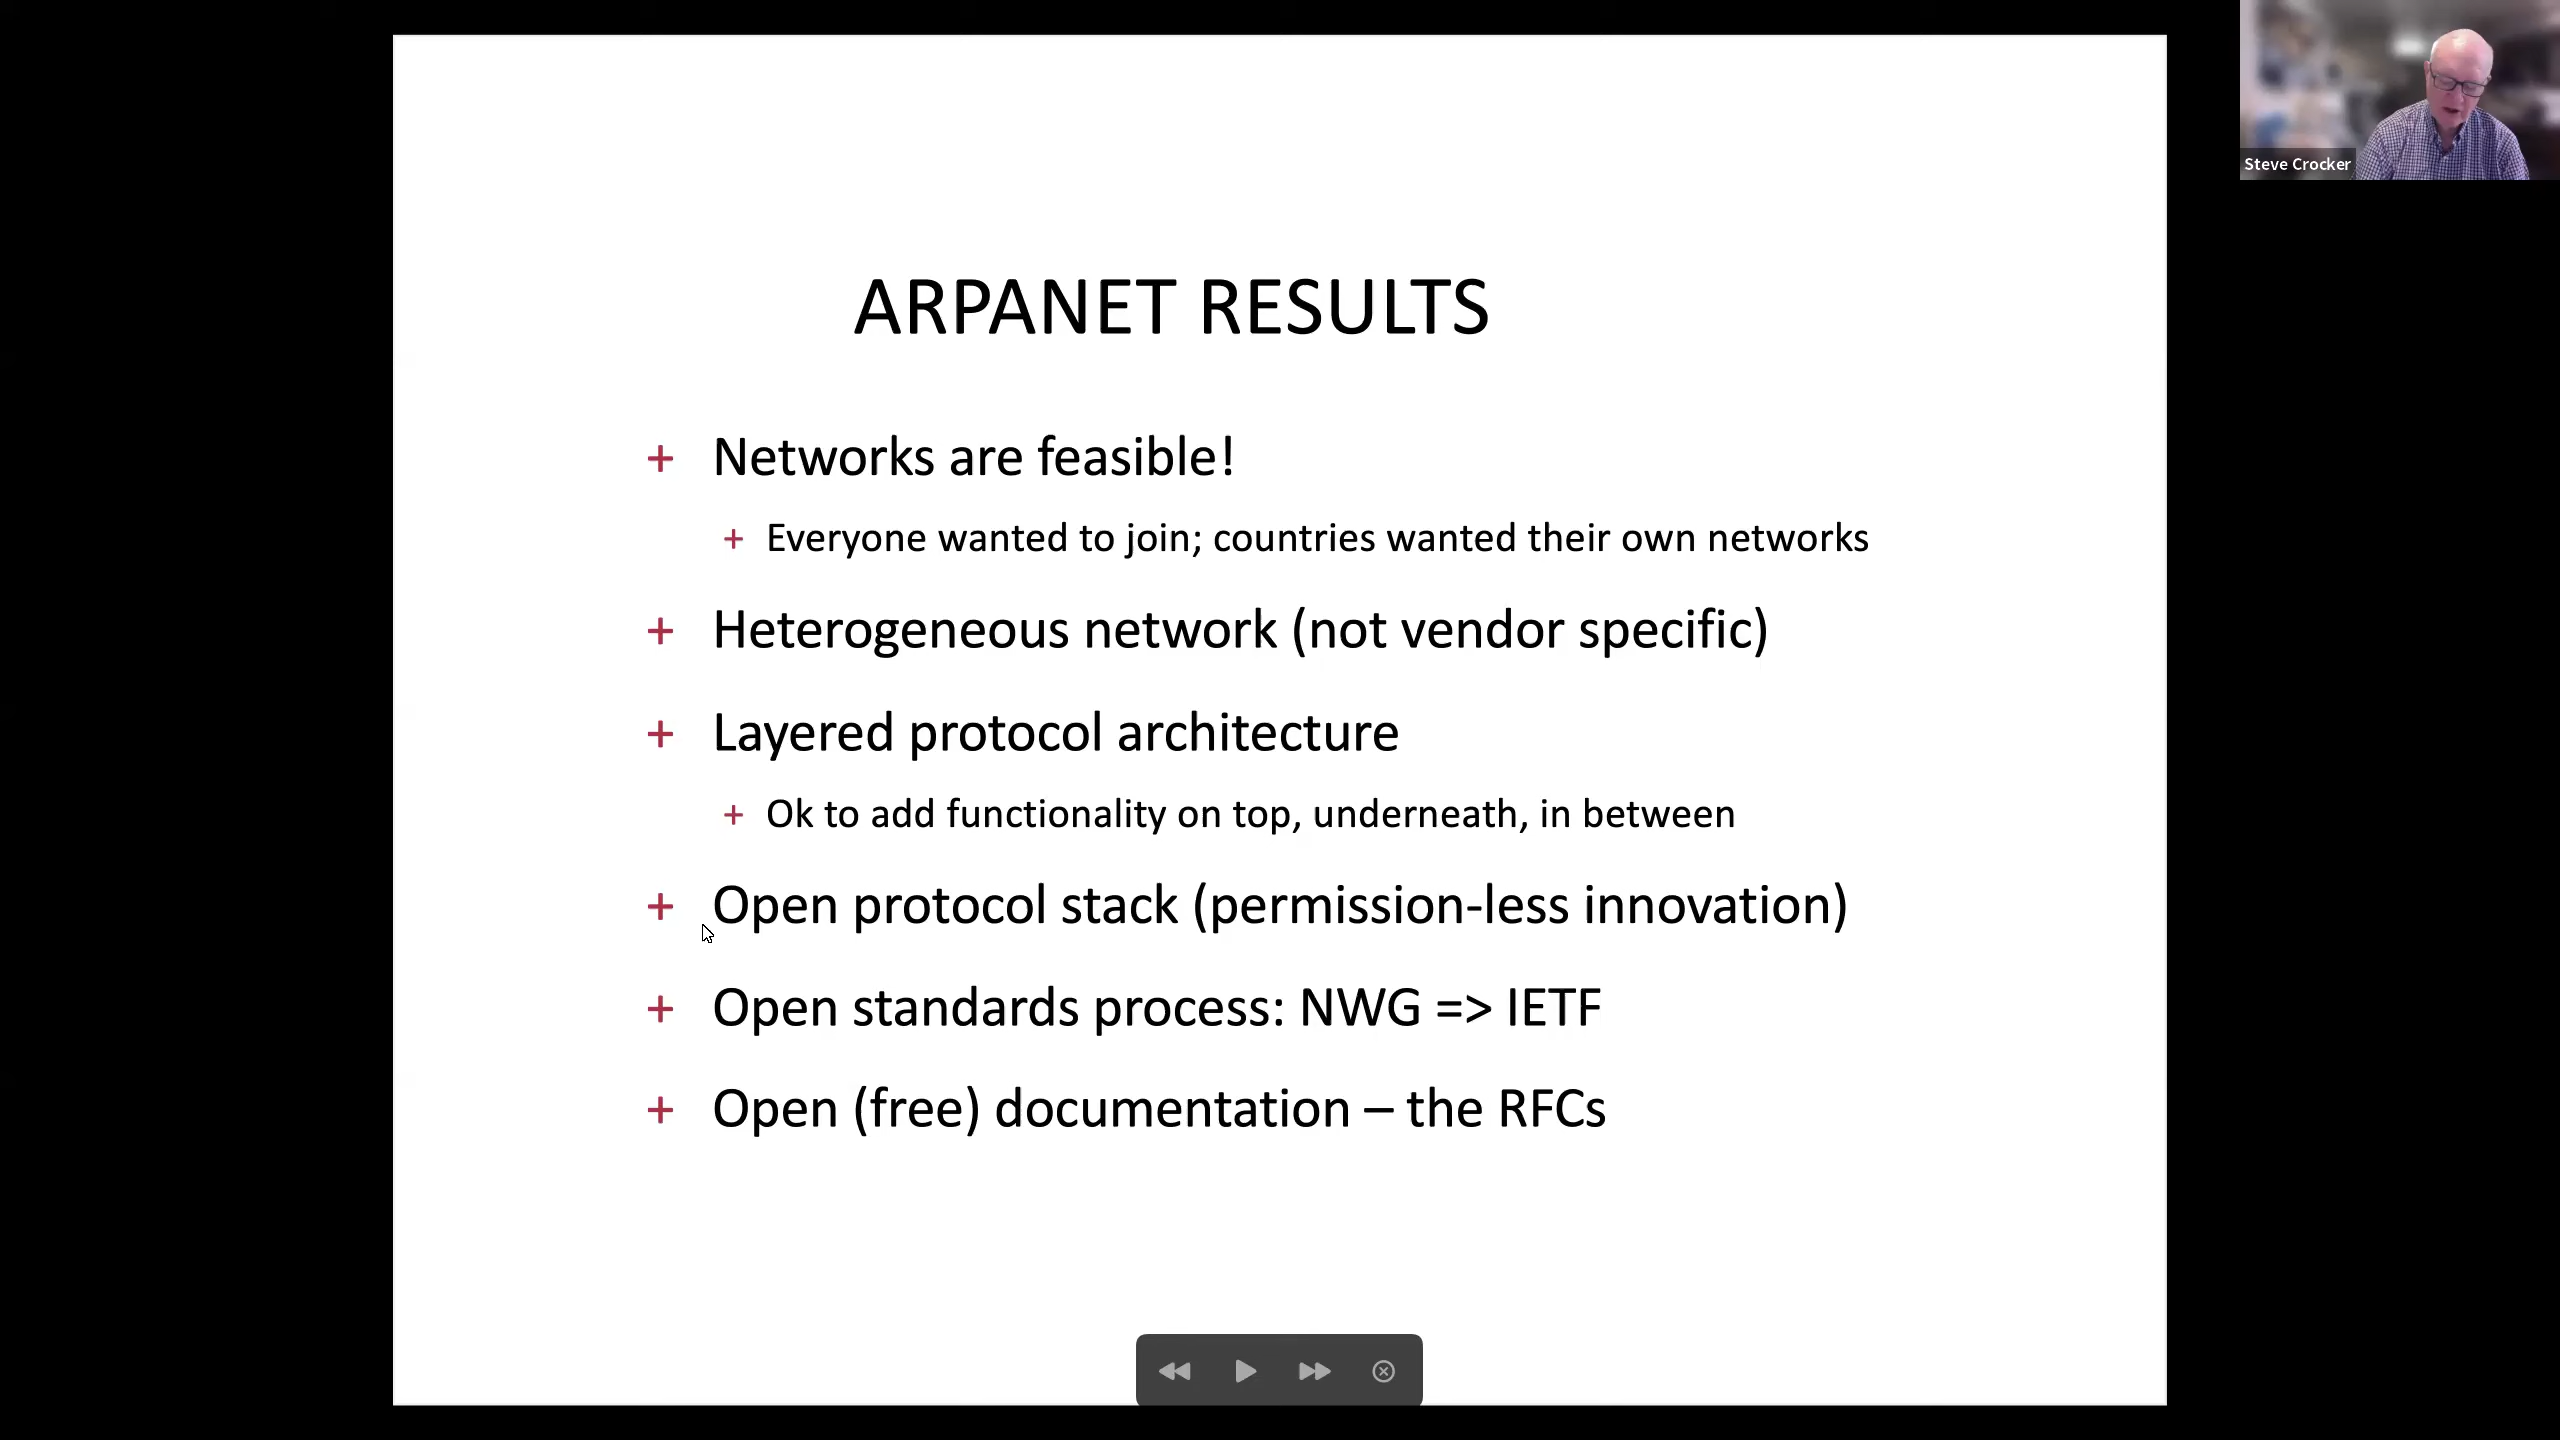 Steve Crocker
ARPANET RESULTS
+ Networks are feasible!
+ Everyone wanted to join; countries wanted their own networks
+ Heterogeneous network (not vendor specific)
+ Layered protocol architecture
+ Ok to add functionality on top, underneath, in between
+ Open protocol stack (permission-less innovation)
+ Open standards process: NWG => IETF
+ Open (free) documentation – the RFCs